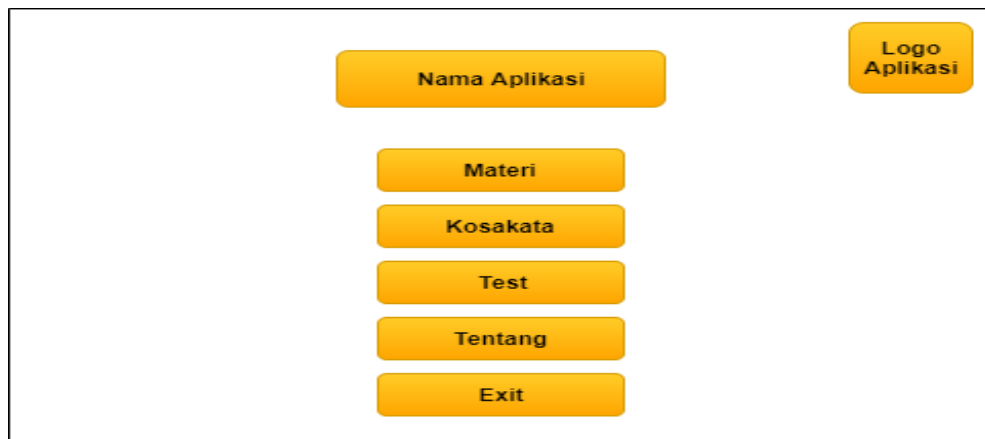 Nama Aplikasi
Logo
Aplikasi
Materi
Kosakata
Test
Tentang
Exit